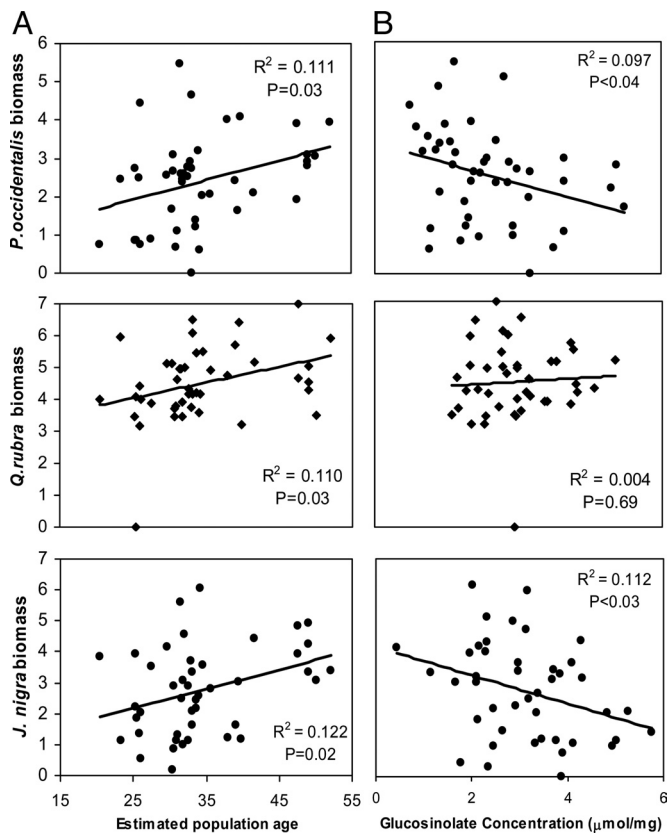 A
B
P.occidentalis biomass
6
5
4
3
2
1
0
R² = 0.111
P=0.03
R² = 0.097
P<0.04
Q.rubra biomass
7
6
5
4
3
2
1
0
R² = 0.110
P=0.03
R² = 0.004
P=0.69
J. nigra biomass
7
6
5
4
3
2
1
0
R² = 0.122
P=0.02
R² = 0.112
P<0.03
15 25 35 45 55
0 2 4 6
Estimated population age
Glucosinolate Concentration (μmol/mg)